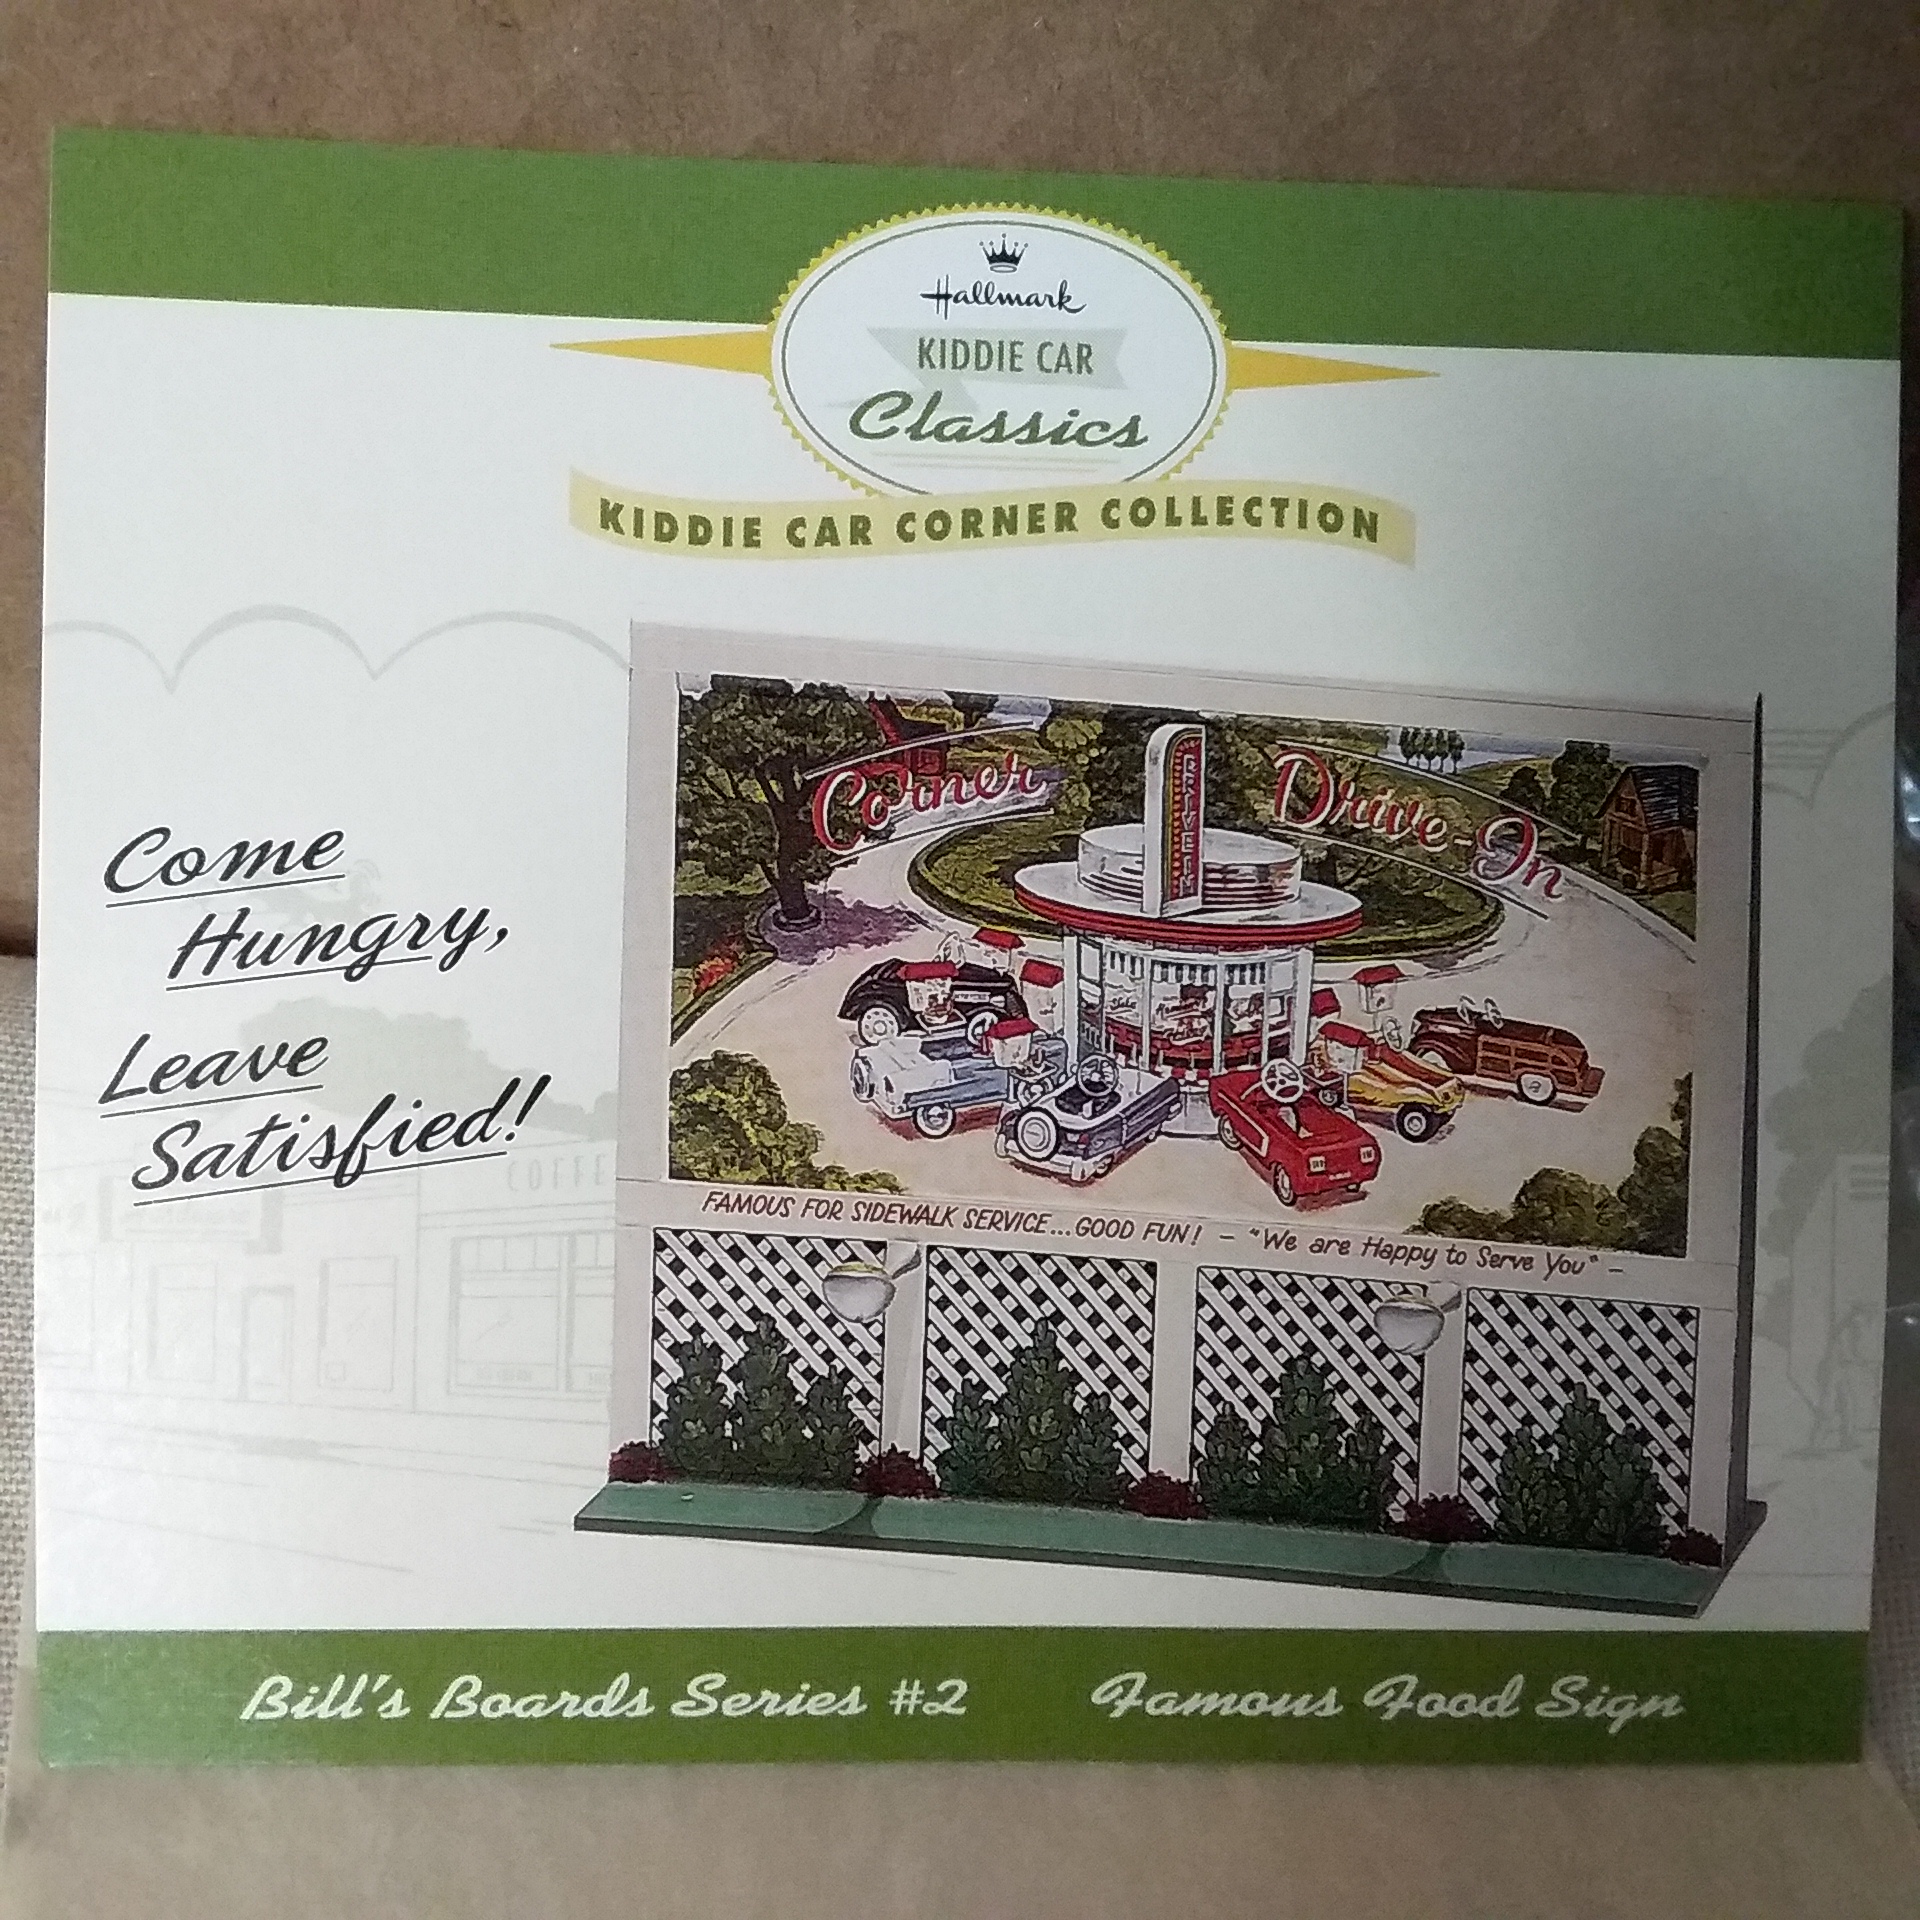 Hallmark
KIDDIE CAR
Classics
KIDDIE CAR CORNER COLLECTION
Come
Hungry,
Leave
Satisfied!
Corner Drive-In
DRIVE IN
FAMOUS FOR SIDEWALK SERVICE...GOOD FUN! — "We are Happy to Serve You" —
Bill's Boards Series #2 Famous Food Sign